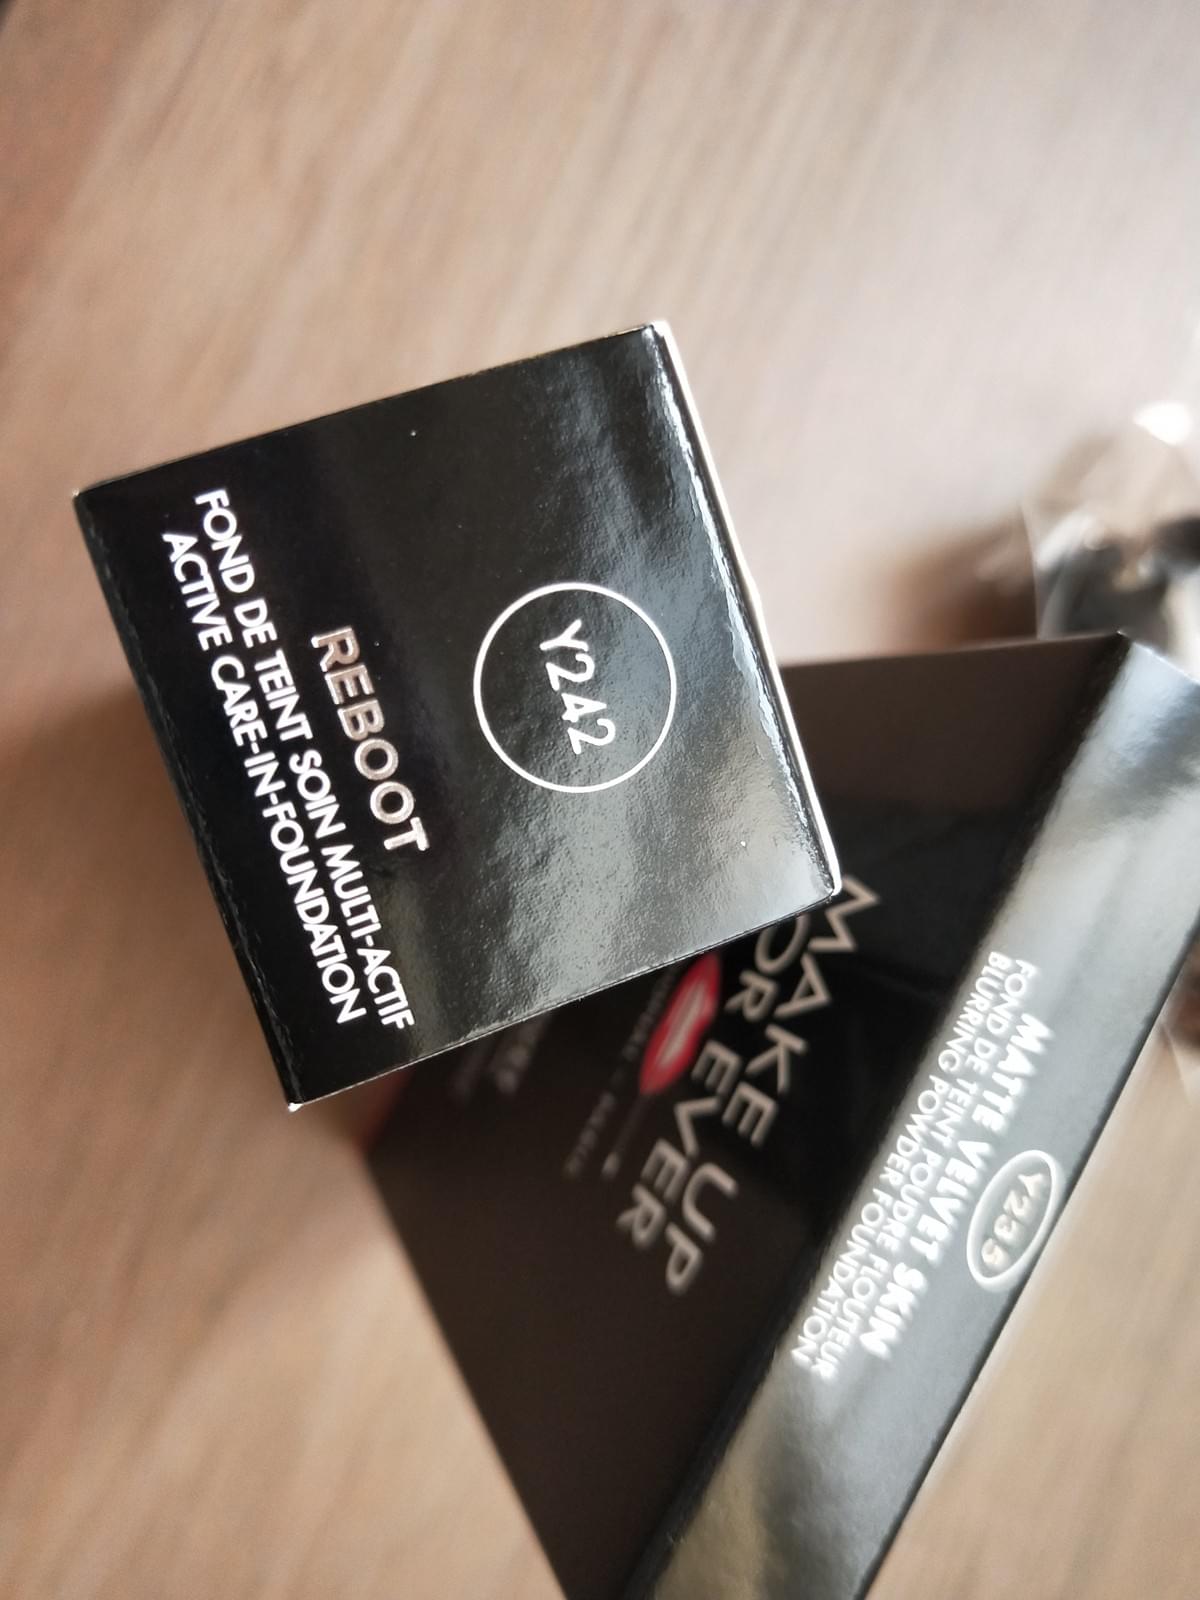 Y242
REBOOT
FOND DE TEINT SOIN MULTI-ACTIF
ACTIVE CARE-IN-FOUNDATION
MAKE UP
FOR EVER
Y235
MATTE VELVET SKIN
FOND DE TEINT POUDRE FLOUTEUR
BLURRING POWDER FOUNDATION